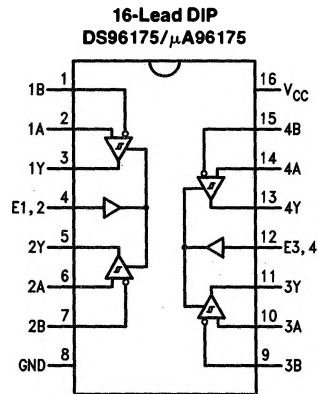 16-Lead DIP
DS96175/μA96175
1B 1
1A 2
1Y 3
E1, 2 4
2Y 5
2A 6
2B 7
GND 8
16 VCC
15 4B
14 4A
13 4Y
12 E3, 4
11 3Y
10 3A
9 3B